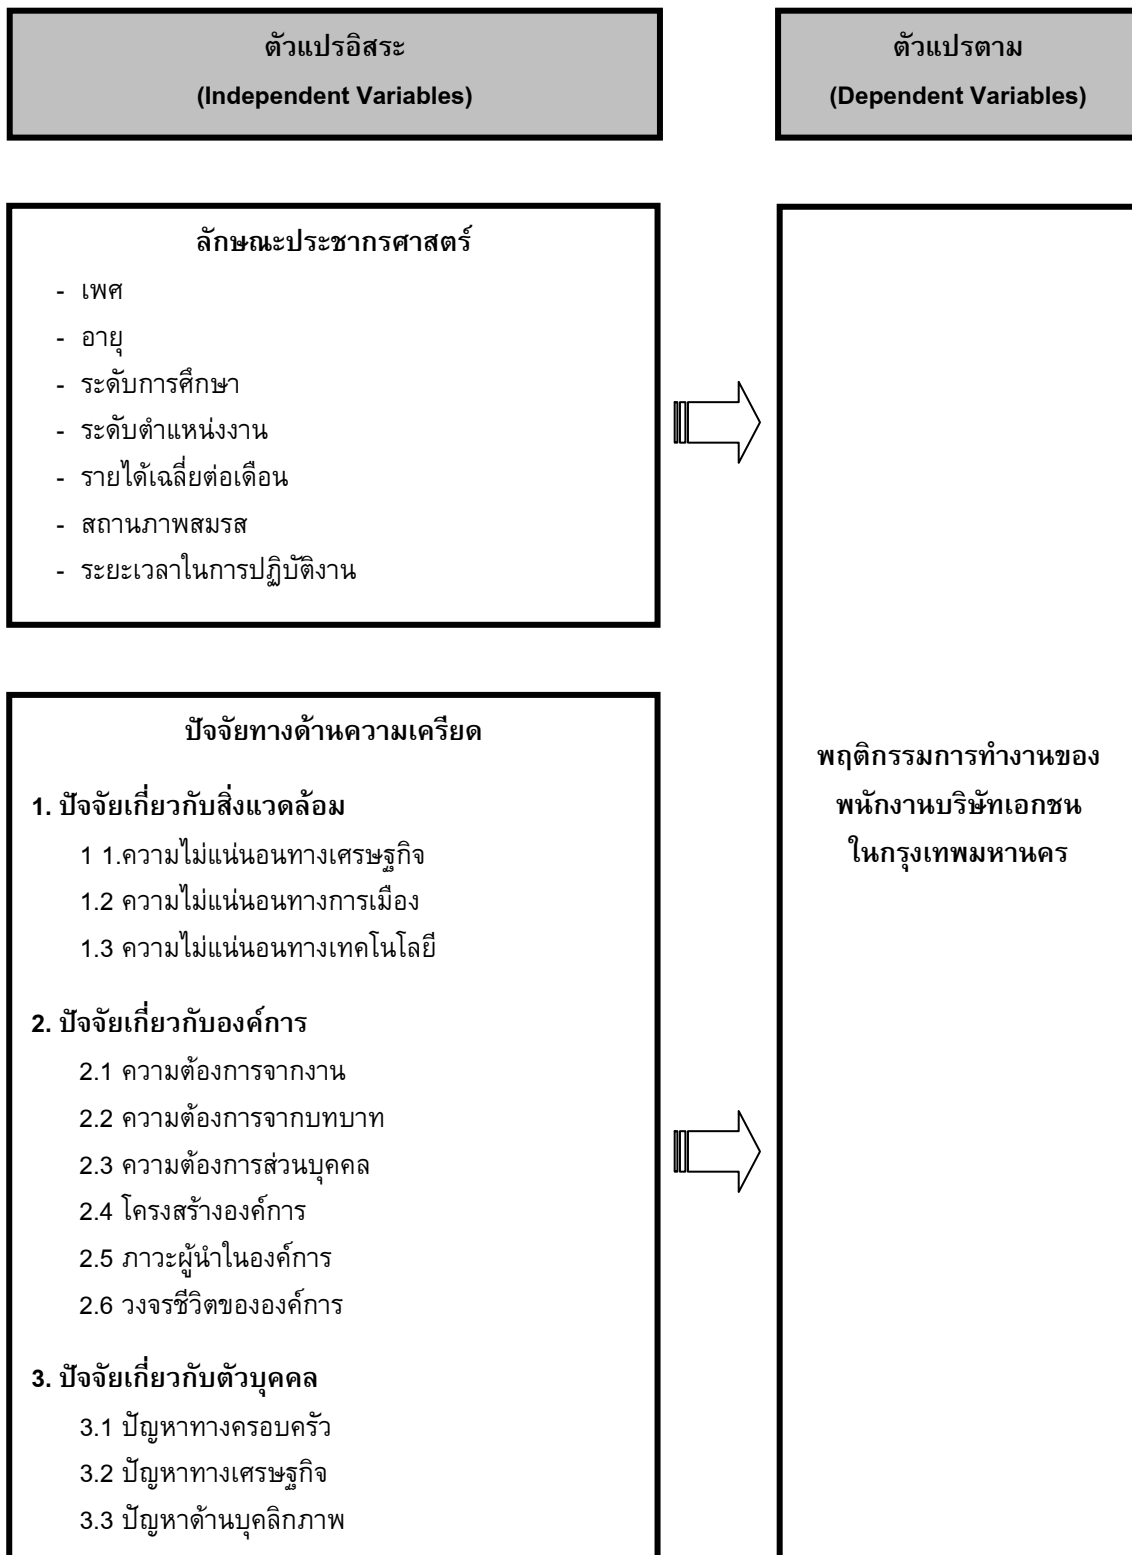 ตัวแปรอิสระ
(Independent Variables)
ตัวแปรตาม
(Dependent Variables)
ลักษณะประชากรศาสตร์
- เพศ
- อายุ
- ระดับการศึกษา
- ระดับตำแหน่งงาน
- รายได้เฉลี่ยต่อเดือน
- สถานภาพสมรส
- ระยะเวลาในการปฏิบัติงาน
ปัจจัยทางด้านความเครียด
1. ปัจจัยเกี่ยวกับสิ่งแวดล้อม
1 1.ความไม่แน่นอนทางเศรษฐกิจ
1.2 ความไม่แน่นอนทางการเมือง
1.3 ความไม่แน่นอนทางเทคโนโลยี
2. ปัจจัยเกี่ยวกับองค์การ
2.1 ความต้องการจากงาน
2.2 ความต้องการจากบทบาท
2.3 ความต้องการส่วนบุคคล
2.4 โครงสร้างองค์การ
2.5 ภาวะผู้นำในองค์การ
2.6 วงจรชีวิตขององค์การ
3. ปัจจัยเกี่ยวกับตัวบุคคล
3.1 ปัญหาทางครอบครัว
3.2 ปัญหาทางเศรษฐกิจ
3.3 ปัญหาด้านบุคลิกภาพ
พฤติกรรมการทำงานของ
พนักงานบริษัทเอกชน
ในกรุงเทพมหานคร